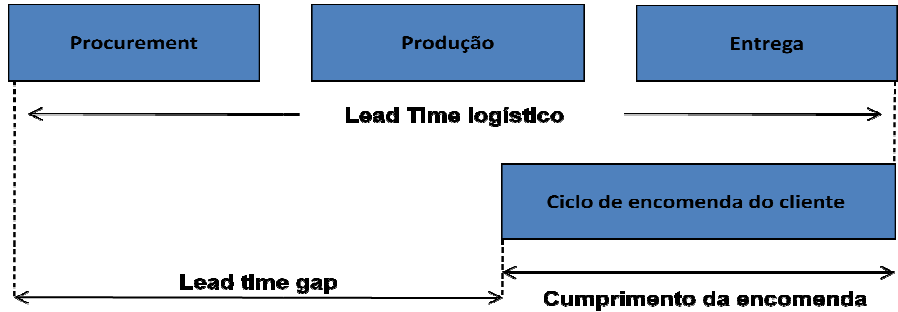 Procurement
Produção
Entrega
Lead Time logístico
Ciclo de encomenda do cliente
Lead time gap
Cumprimento da encomenda